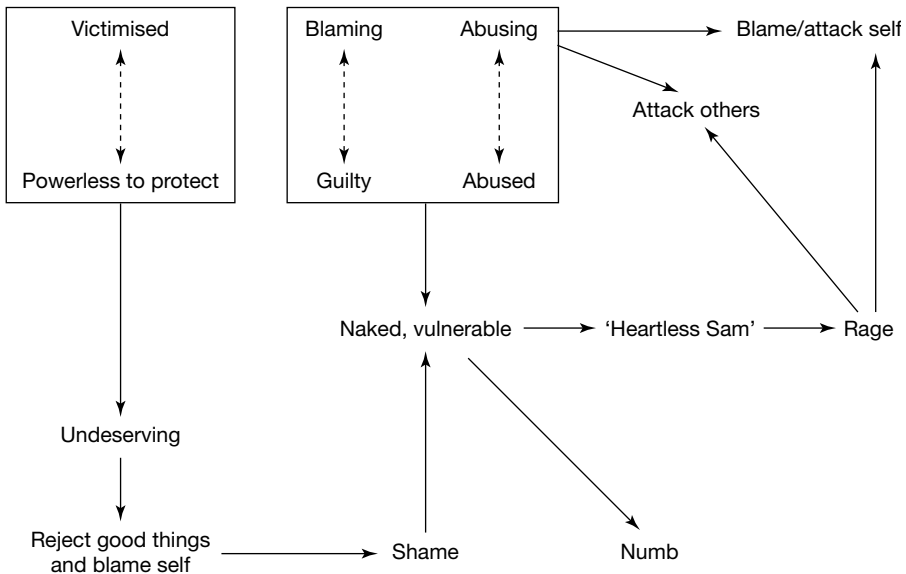 Victimised
Blaming
Abusing
Blame/attack self
Attack others
Powerless to protect
Guilty
Abused
Naked, vulnerable
‘Heartless Sam’
Rage
Undeserving
Reject good things
and blame self
Shame
Numb